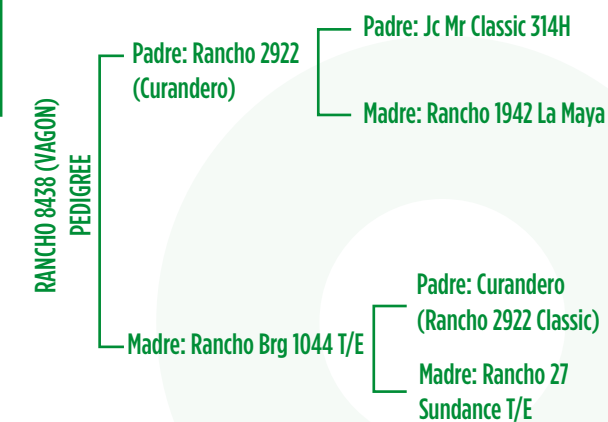 RANCHO 8438 (VAGON)
PEDIGREE
Padre: Rancho 2922
(Curandero)
Padre: Jc Mr Classic 314H
Madre: Rancho 1942 La Maya
Madre: Rancho Brg 1044 T/E
Padre: Curandero
(Rancho 2922 Classic)
Madre: Rancho 27
Sundance T/E